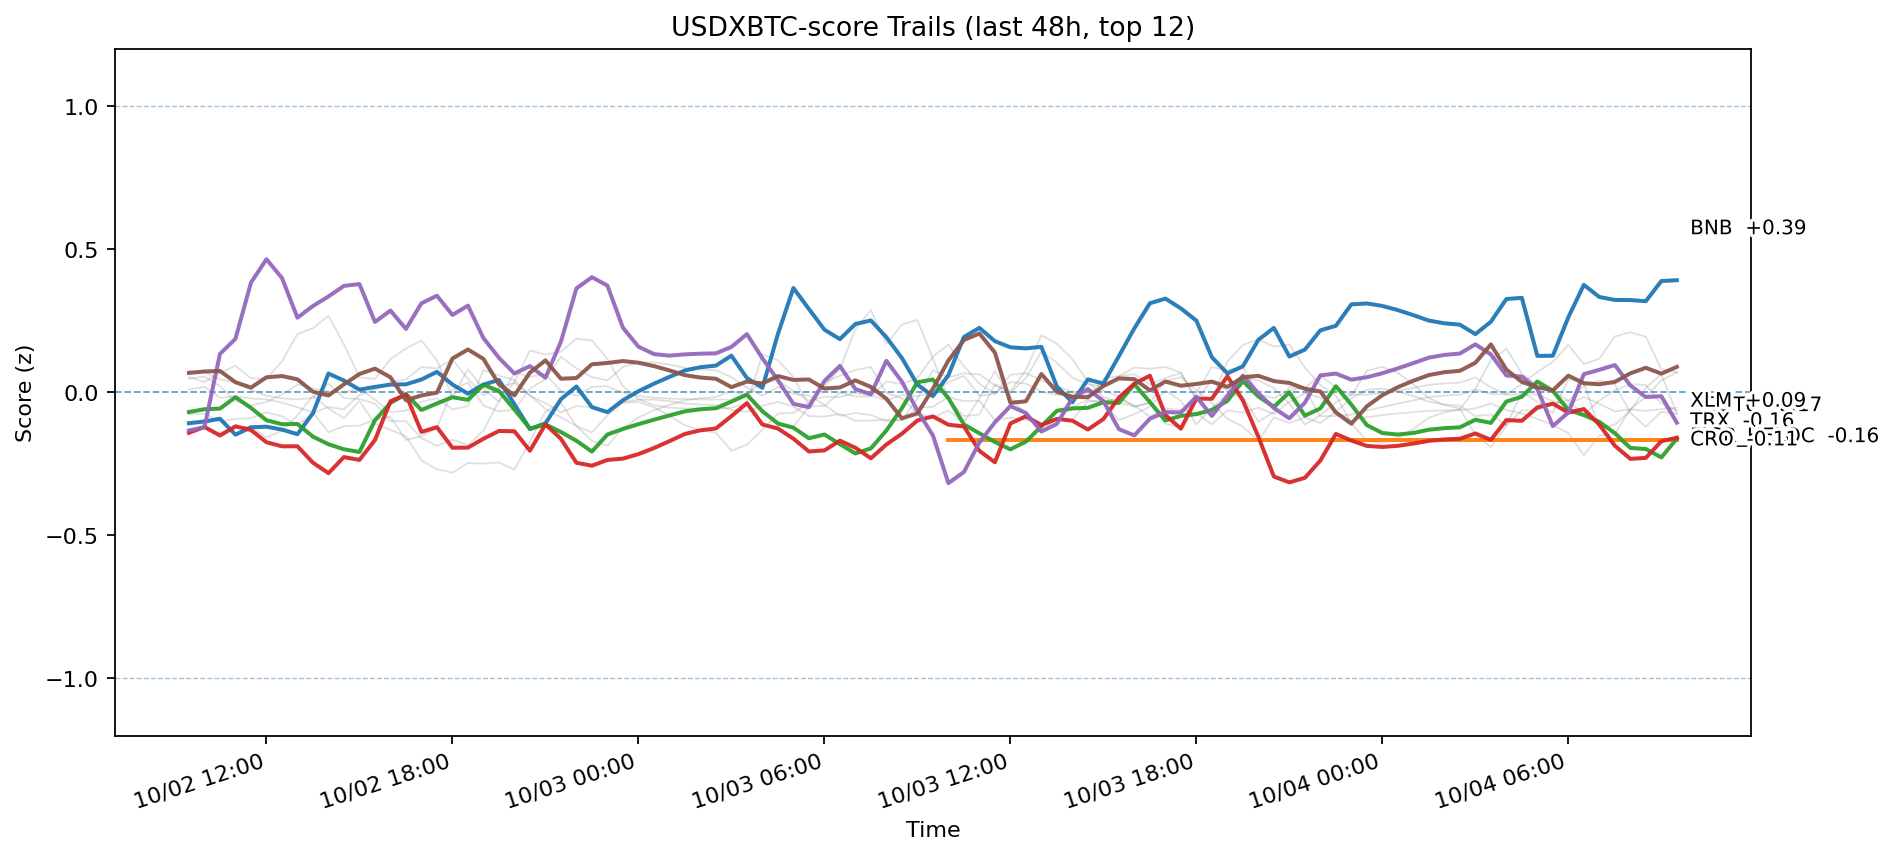 USDXBTC-score Trails (last 48h, top 12)
Score (z)
1.0
0.5
0.0
−0.5
−1.0
BNB +0.39
XLM +0.09
TRX -0.16
-0.16
CRO -0.11
10/02 12:00
10/02 18:00
10/03 00:00
10/03 06:00
10/03 12:00
10/03 18:00
10/04 00:00
10/04 06:00
Time